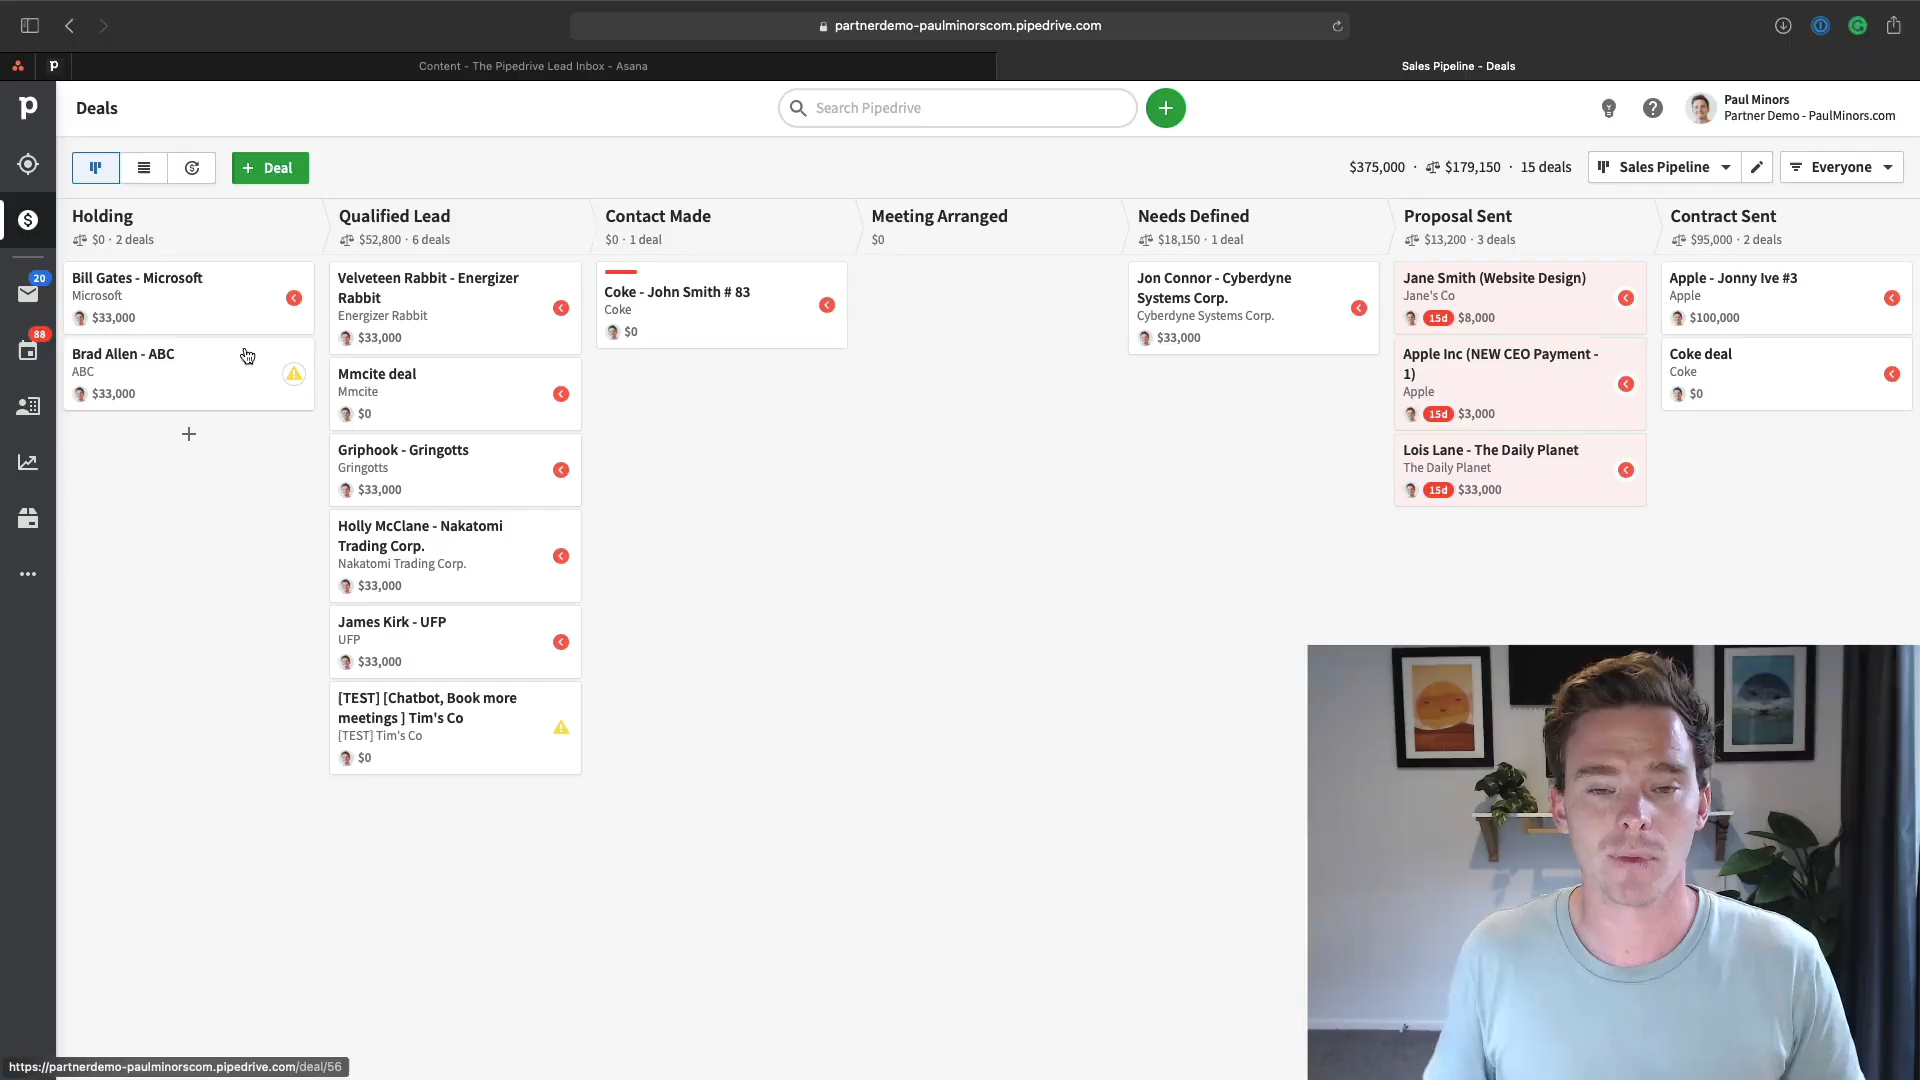 partnerdemo-paulminorscom.pipedrive.com
Content - The Pipedrive Lead Inbox - Asana
Sales Pipeline - Deals
Deals
Search Pipedrive
Paul Minors
Partner Demo - PaulMinors.com
+ Deal
$375,000 · $179,150 · 15 deals
Sales Pipeline
Everyone
20
88
Holding
$0 · 2 deals
Bill Gates - Microsoft
Microsoft
$33,000
Brad Allen - ABC
ABC
$33,000
Qualified Lead
$52,800 · 6 deals
Velveteen Rabbit - Energizer
Rabbit
Energizer Rabbit
$33,000
Mmcite deal
Mmcite
$0
Griphook - Gringotts
Gringotts
$33,000
Holly McClane - Nakatomi
Trading Corp.
Nakatomi Trading Corp.
$33,000
James Kirk - UFP
UFP
$33,000
[TEST] [Chatbot, Book more
meetings ] Tim's Co
[TEST] Tim's Co
$0
Contact Made
$0 · 1 deal
Coke - John Smith # 83
Coke
$0
Meeting Arranged
$0
Needs Defined
$18,150 · 1 deal
Jon Connor - Cyberdyne
Systems Corp.
Cyberdyne Systems Corp.
$33,000
Proposal Sent
$13,200 · 3 deals
Jane Smith (Website Design)
Jane's Co
15d $8,000
Apple Inc (NEW CEO Payment -
1)
Apple
15d $3,000
Lois Lane - The Daily Planet
The Daily Planet
15d $33,000
Contract Sent
$95,000 · 2 deals
Apple - Jonny Ive #3
Apple
$100,000
Coke deal
Coke
$0
https://partnerdemo-paulminorscom.pipedrive.com/deal/56